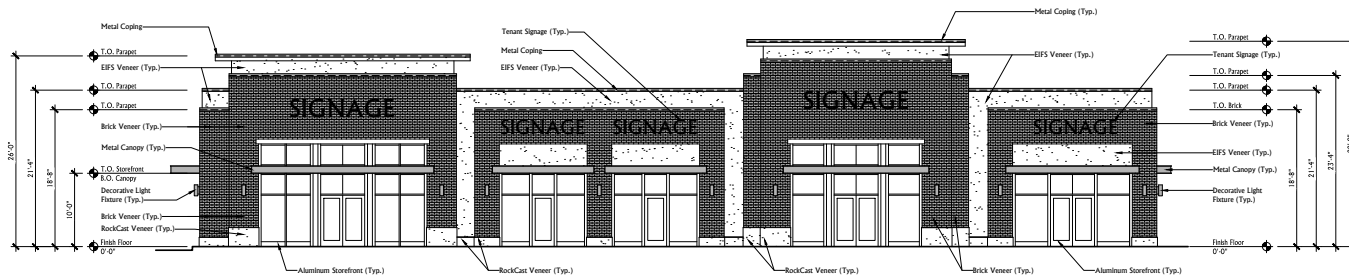 Metal Coping
T.O. Parapet
EIFS Veneer (Typ.)
T.O. Parapet
T.O. Parapet
Brick Veneer (Typ.)
Metal Canopy (Typ.)
T.O. Storefront
B.O. Canopy
Decorative Light
Fixture (Typ.)
Brick Veneer (Typ.)
RockCast Veneer (Typ.)
Finish Floor
0'-0"
26'-0"
21'-4"
18'-8"
10'-0"
Tenant Signage (Typ.)
Metal Coping
EIFS Veneer (Typ.)
SIGNAGE
SIGNAGE
SIGNAGE
SIGNAGE
SIGNAGE
Aluminum Storefront (Typ.)
RockCast Veneer (Typ.)
RockCast Veneer (Typ.)
Brick Veneer (Typ.)
Aluminum Storefront (Typ.)
Metal Coping (Typ.)
T.O. Parapet
EIFS Veneer (Typ.)
Tenant Signage (Typ.)
T.O. Parapet
T.O. Parapet
T.O. Brick
Brick Veneer (Typ.)
EIFS Veneer (Typ.)
Metal Canopy (Typ.)
Decorative Light
Fixture (Typ.)
Finish Floor
0'-0"
18'-8"
21'-4"
23'-4"